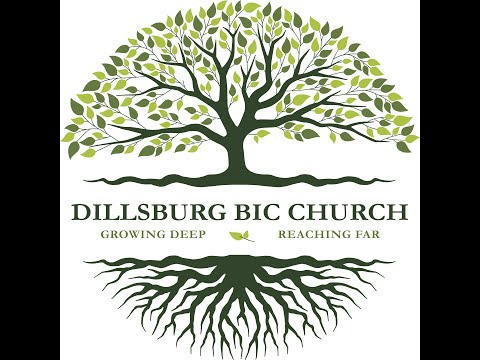 DILLSBURG BIC CHURCH
GROWING DEEP REACHING FAR